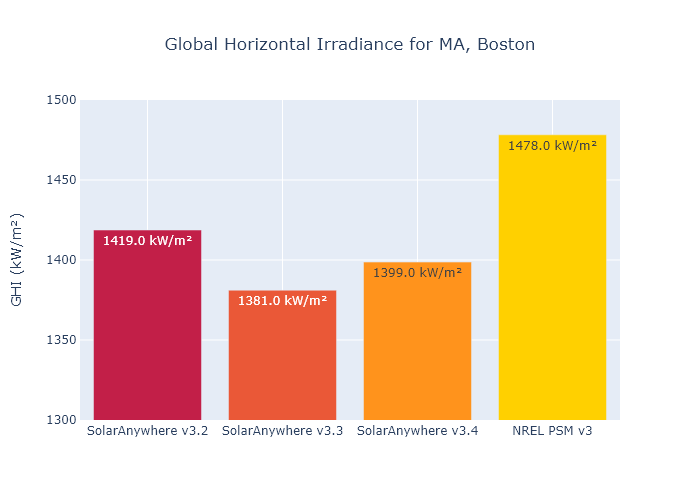 Global Horizontal Irradiance for MA, Boston
1500
1450
1400
1350
1300
GHI (kW/m²)
1419.0 kW/m²
1381.0 kW/m²
1399.0 kW/m²
1478.0 kW/m²
SolarAnywhere v3.2
SolarAnywhere v3.3
SolarAnywhere v3.4
NREL PSM v3